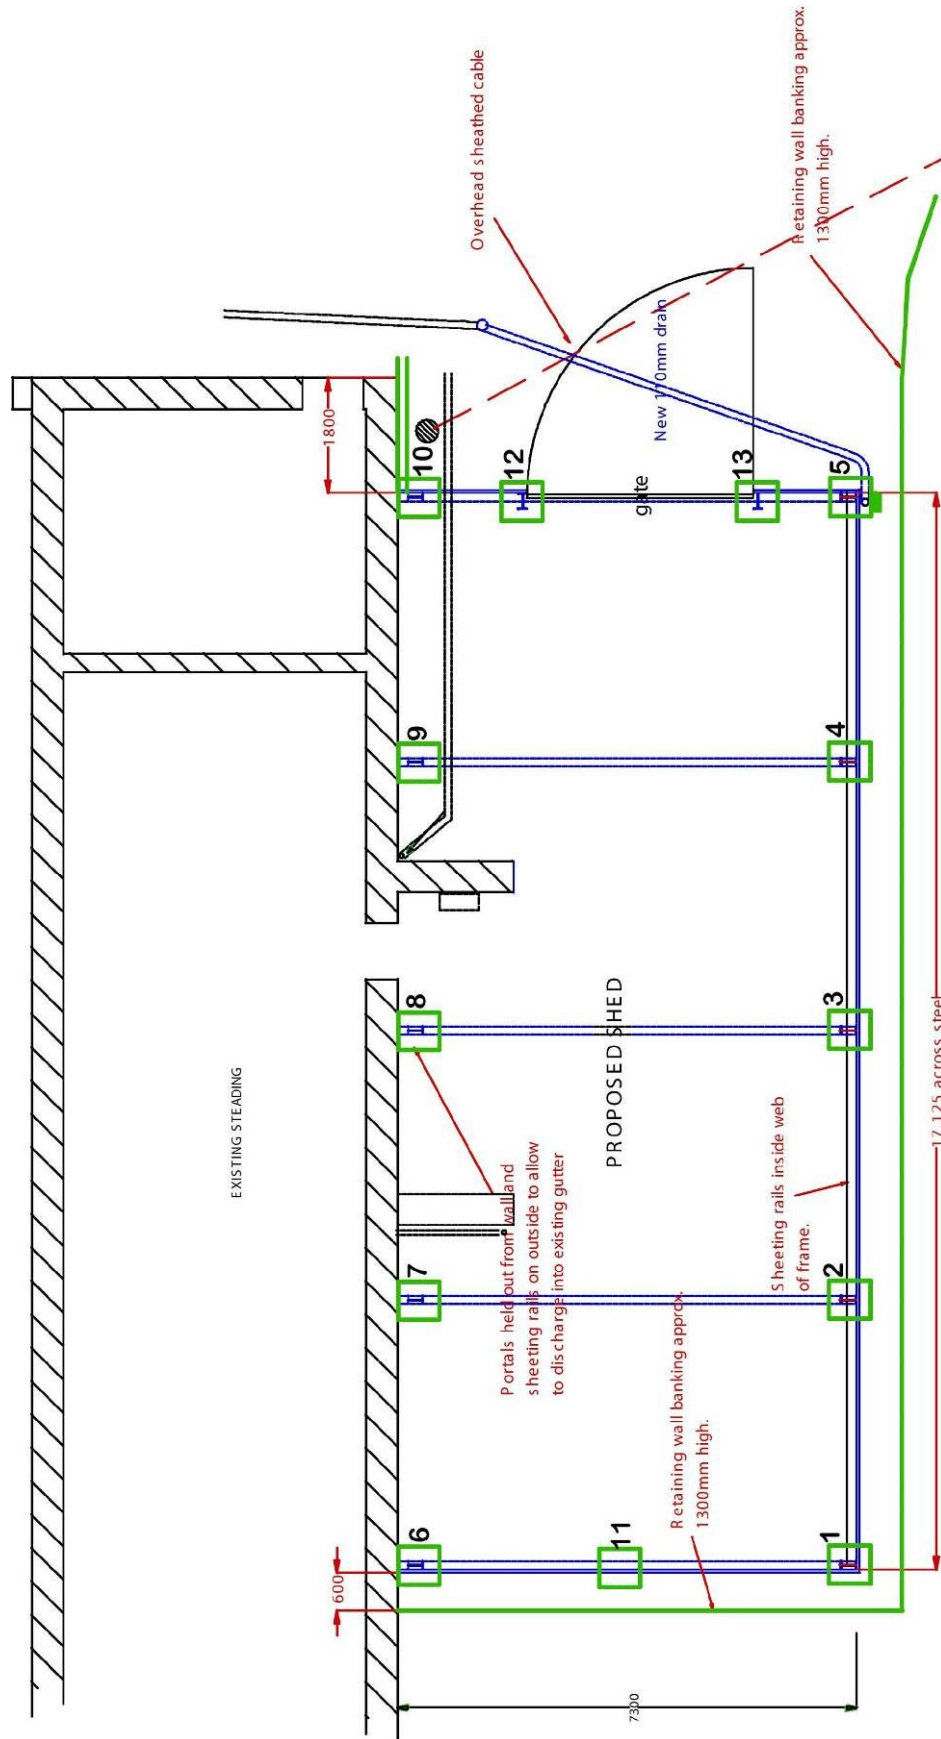 EXISTING STEADING
600
1800
6
7
8
9
10
Overhead sheathed cable
Portals held out from wall and
sheeting rails on outside to allow
to discharge into existing gutter
12
11
PROPOSED SHED
gate
New 110mm drain
7300
Retaining wall banking approx.
1300mm high.
13
Sheeting rails inside web
of frame.
Retaining wall banking approx.
1300mm high.
1
2
3
4
5
17 125 across steel